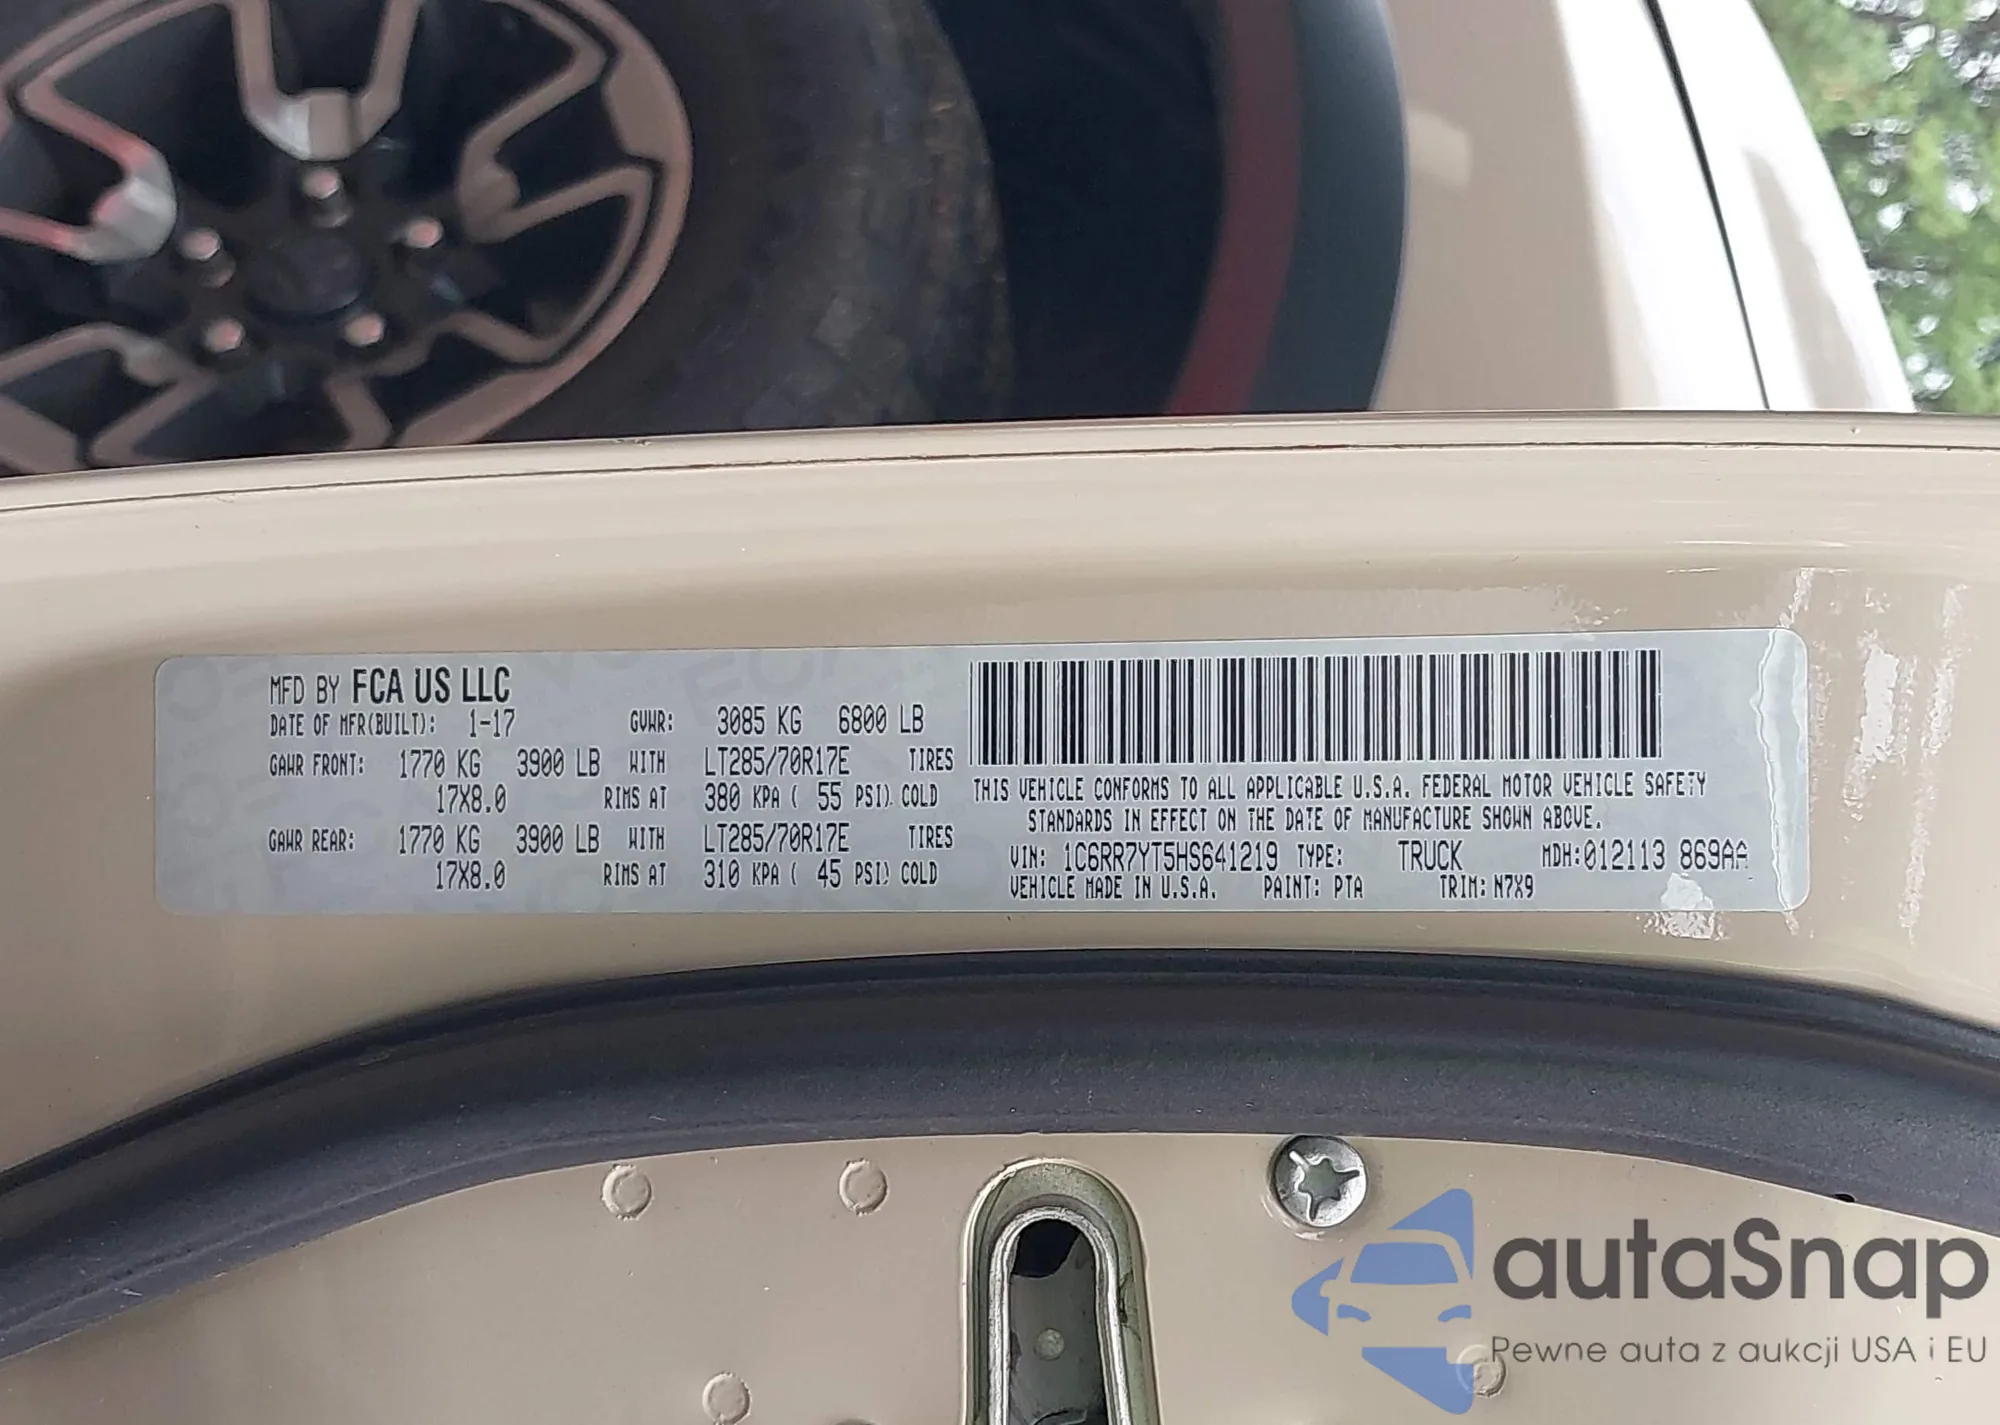 MFD BY FCA US LLC
DATE OF MFR(BUILT): 1-17 GVWR: 3085 KG 6800 LB
GAWR FRONT: 1770 KG 3900 LB WITH LT285/70R17E TIRES
17X8.0 RIMS AT 380 KPA ( 55 PSI) COLD
GAWR REAR: 1770 KG 3900 LB WITH LT285/70R17E TIRES
17X8.0 RIMS AT 310 KPA ( 45 PSI) COLD
THIS VEHICLE CONFORMS TO ALL APPLICABLE U.S.A. FEDERAL MOTOR VEHICLE SAFETY
STANDARDS IN EFFECT ON THE DATE OF MANUFACTURE SHOWN ABOVE.
VIN: 1C6RR7YT5HS641219 TYPE: TRUCK MDH:012113 869AA
VEHICLE MADE IN U.S.A. PAINT: PTA TRIM: N7X9
autaSnap
Pewne auta z aukcji USA i EU